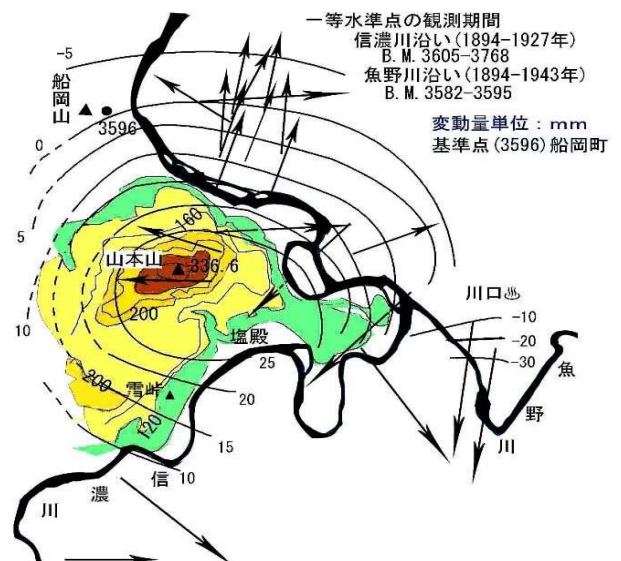 一等水準点の観測期間
信濃川沿い(1894-1927年)
B.M.3605-3768
魚野川沿い(1894-1943年)
B.M.3582-3595
変動量単位：mm
基準点(3596)船岡町
-5
船岡山
3596
0
5
10
160
山本山
336.6
200
川口♨
-10
-20
-30
塩殿
25
200
雪峠
20
120
15
10
魚野川
信濃川